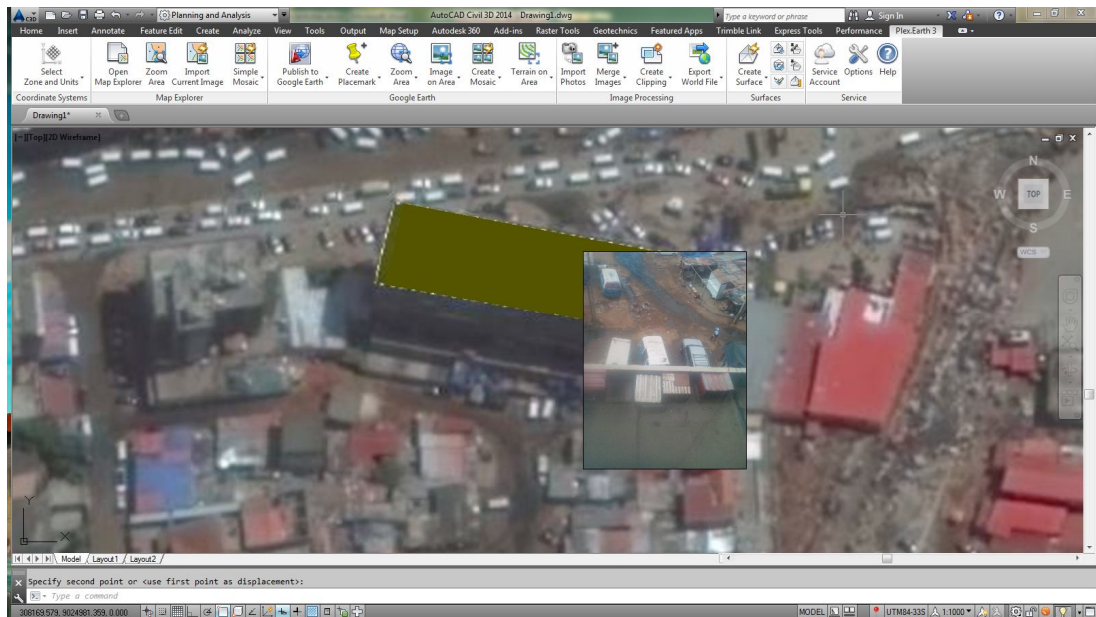 Planning and Analysis
AutoCAD Civil 3D 2014 Drawing1.dwg
Type a keyword or phrase
Sign In
Home Insert Annotate Feature Edit Create Analyze View Tools Output Map Setup Autodesk 360 Add-ins Raster Tools Geotechnics Featured Apps Trimble Link Express Tools Performance Plex.Earth 3
Select Zone and Units
Open Map Explorer
Zoom Area
Import Current Image
Simple Mosaic
Publish to Google Earth
Create Placemark
Zoom Area
Image on Area
Create Mosaic
Terrain on Area
Import Photos
Merge Images
Create Clipping
Export World File
Create Surface
Service Account
Options
Help
Coordinate Systems
Map Explorer
Google Earth
Image Processing
Surfaces
Service
Drawing1*
[-][Top][2D Wireframe]
N
W TOP E
S
WCS
Y
X
Model Layout1 Layout2
Specify second point or <use first point as displacement>:
Type a command
308169.579, 9024981.359, 0.000
MODEL
UTM84-33S
1:1000